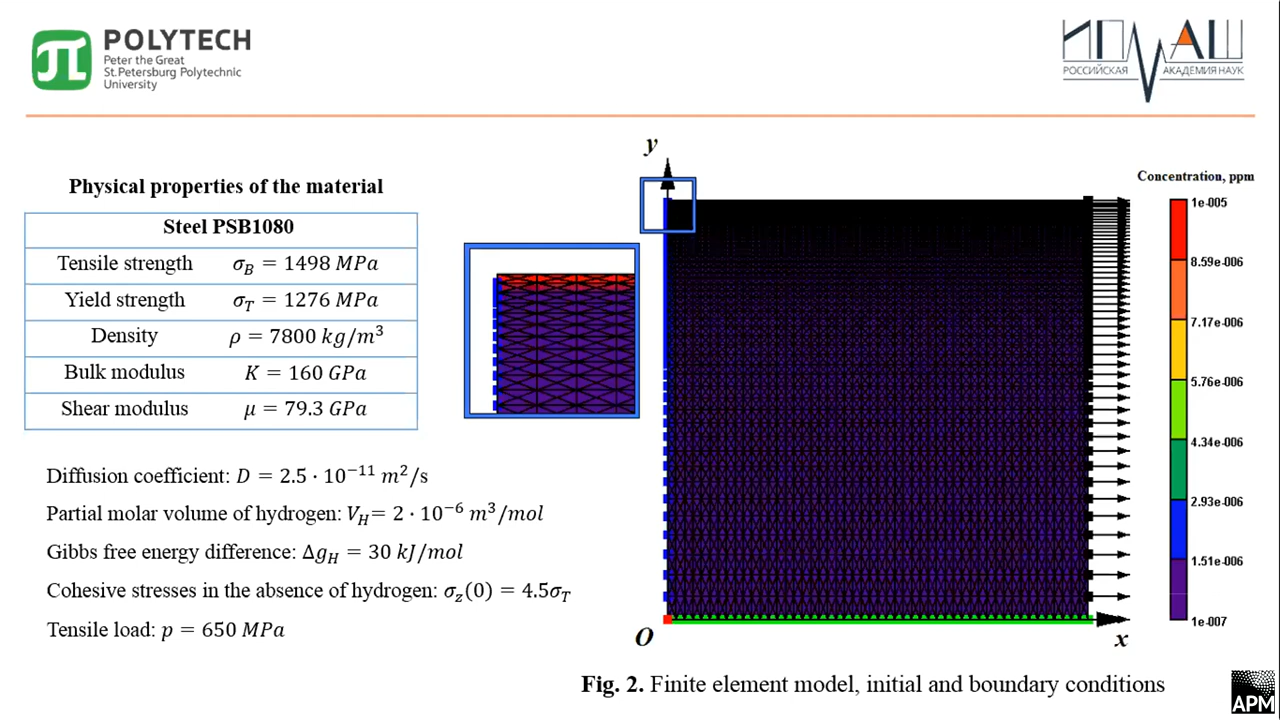 POLYTECH
Peter the Great
St.Petersburg Polytechnic
University
ИПМАШ
РОССИЙСКАЯ АКАДЕМИЯ НАУК
Physical properties of the material
Steel PSB1080
Tensile strength σ_B = 1498 MPa
Yield strength σ_T = 1276 MPa
Density ρ = 7800 kg/m³
Bulk modulus K = 160 GPa
Shear modulus μ = 79.3 GPa
Diffusion coefficient: D = 2.5 · 10⁻¹¹ m²/s
Partial molar volume of hydrogen: V_H = 2 · 10⁻⁶ m³/mol
Gibbs free energy difference: Δg_H = 30 kJ/mol
Cohesive stresses in the absence of hydrogen: σ_z(0) = 4.5σ_T
Tensile load: p = 650 MPa
y
O
x
Concentration, ppm
1e-005
8.59e-006
7.17e-006
5.76e-006
4.34e-006
2.93e-006
1.51e-006
1e-007
Fig. 2. Finite element model, initial and boundary conditions
APM